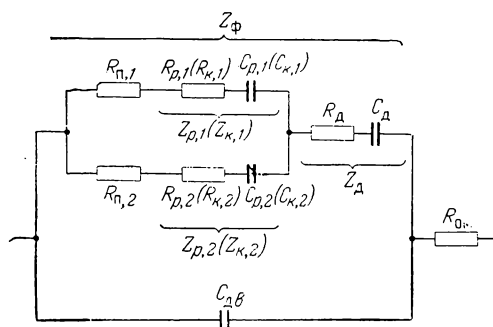 Zф
Rп,1 Rр,1(Rк,1) Cр,1(Cк,1)
Zр,1(Zк,1)
Rд Cд
Zд
Rп,2 Rр,2(Rк,2) Cр,2(Cк,2)
Zр,2(Zк,2)
Cдв